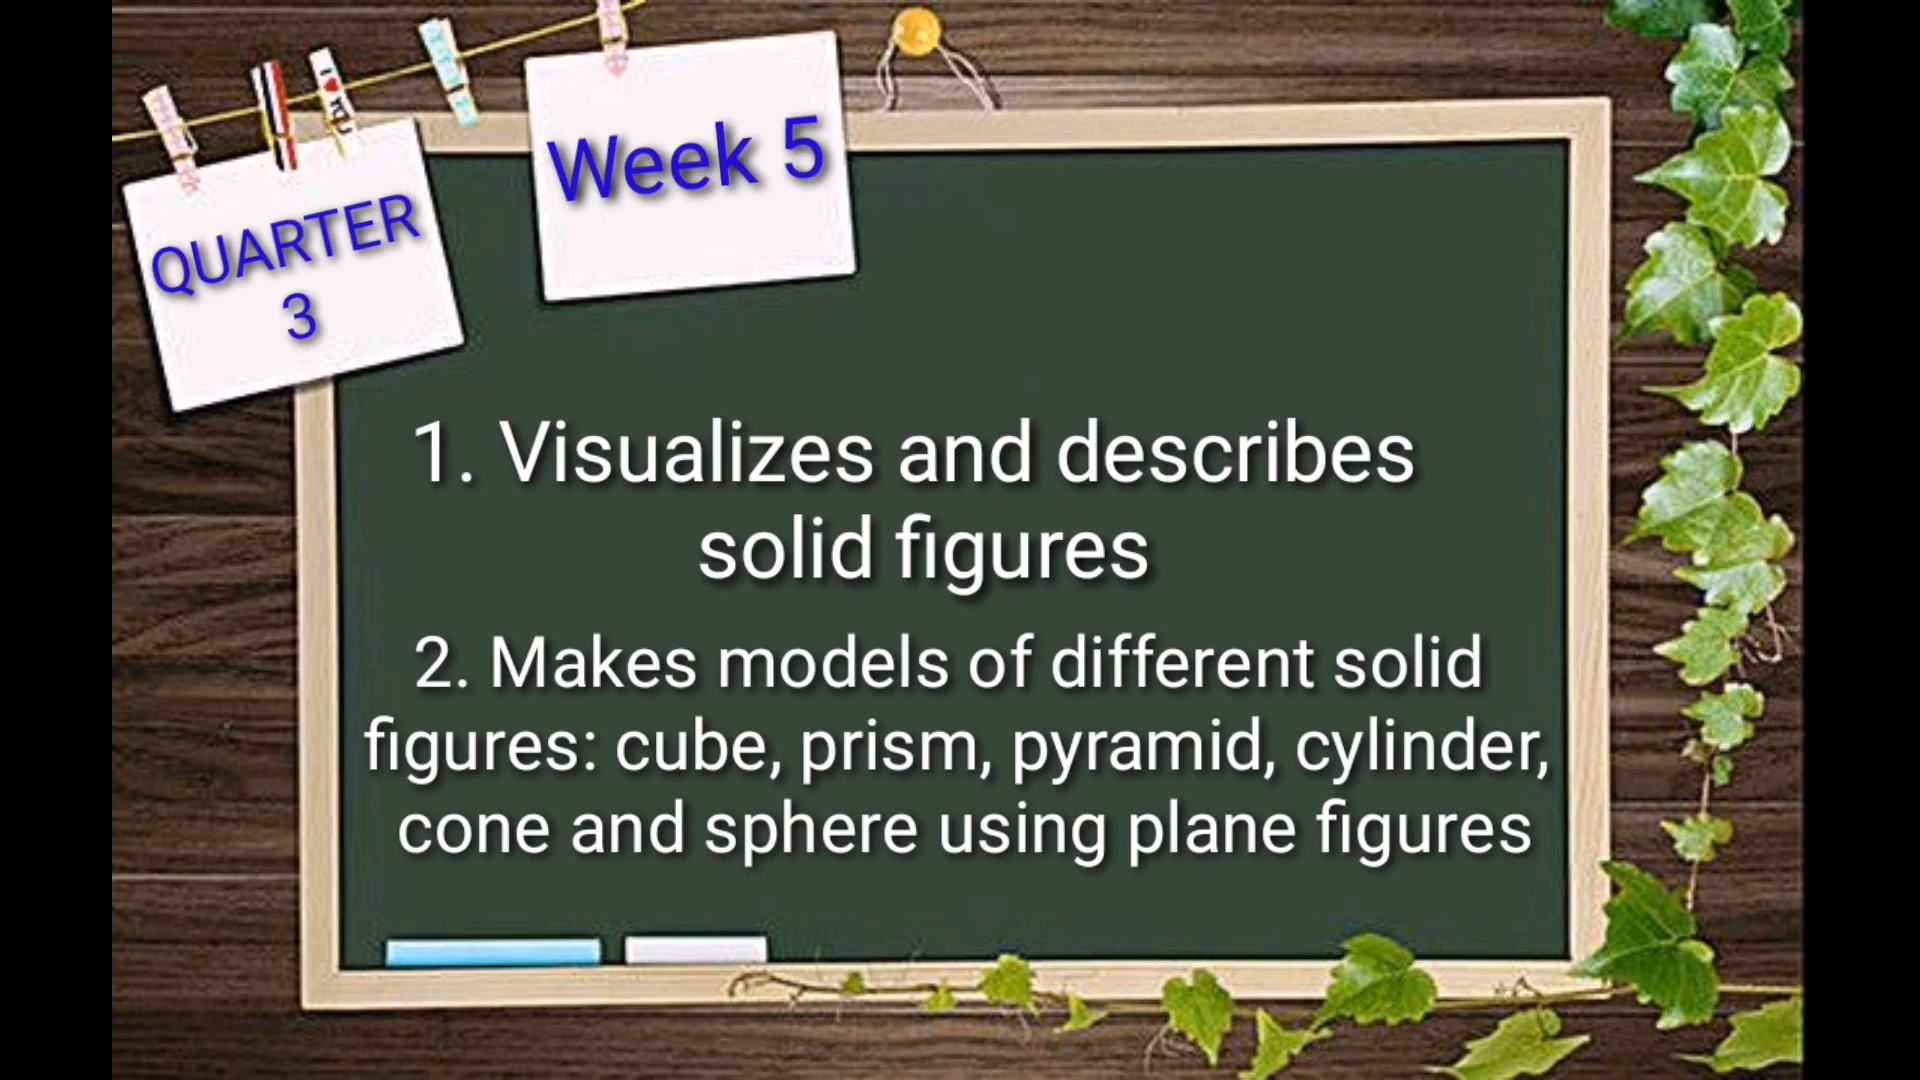 QUARTER
3
Week 5
1. Visualizes and describes
solid figures
2. Makes models of different solid
figures: cube, prism, pyramid, cylinder,
cone and sphere using plane figures
I ♥ YOU